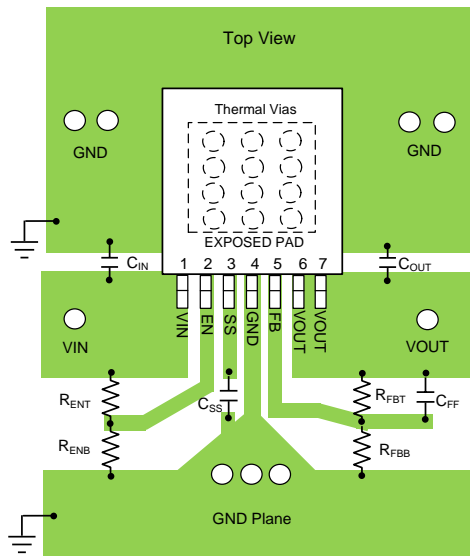 Top View
Thermal Vias
GND
GND
EXPOSED PAD
CIN
1 2 3 4 5 6 7
COUT
VIN
EN
SS
GND
FB
VOUT
VOUT
VIN
VOUT
RENT
CSS
RFBT
CFF
RENB
RFBB
GND Plane